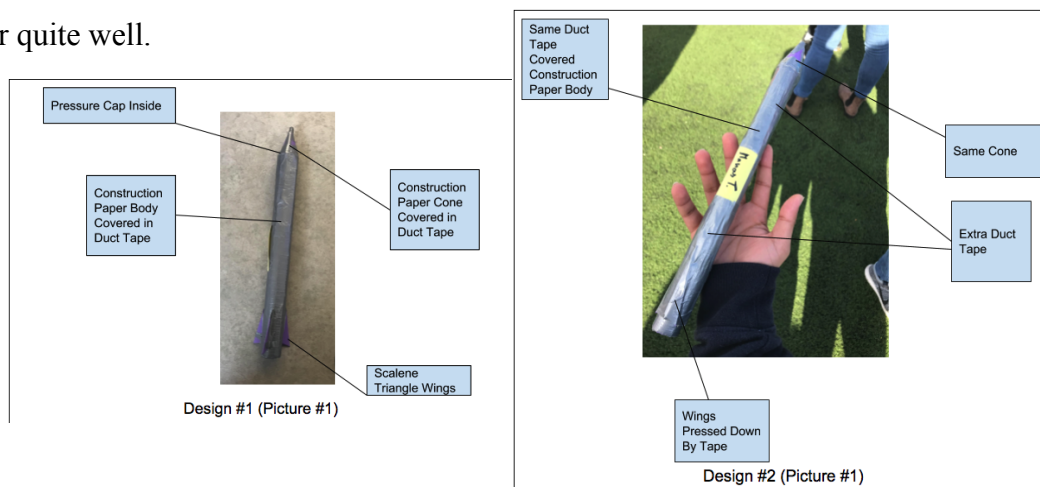 r quite well.
Pressure Cap Inside
Construction
Paper Body
Covered in
Duct Tape
Construction
Paper Cone
Covered in
Duct Tape
Scalene
Triangle Wings
Design #1 (Picture #1)
Same Duct
Tape
Covered
Construction
Paper Body
Same Cone
Extra Duct
Tape
Wings
Pressed Down
By Tape
Design #2 (Picture #1)